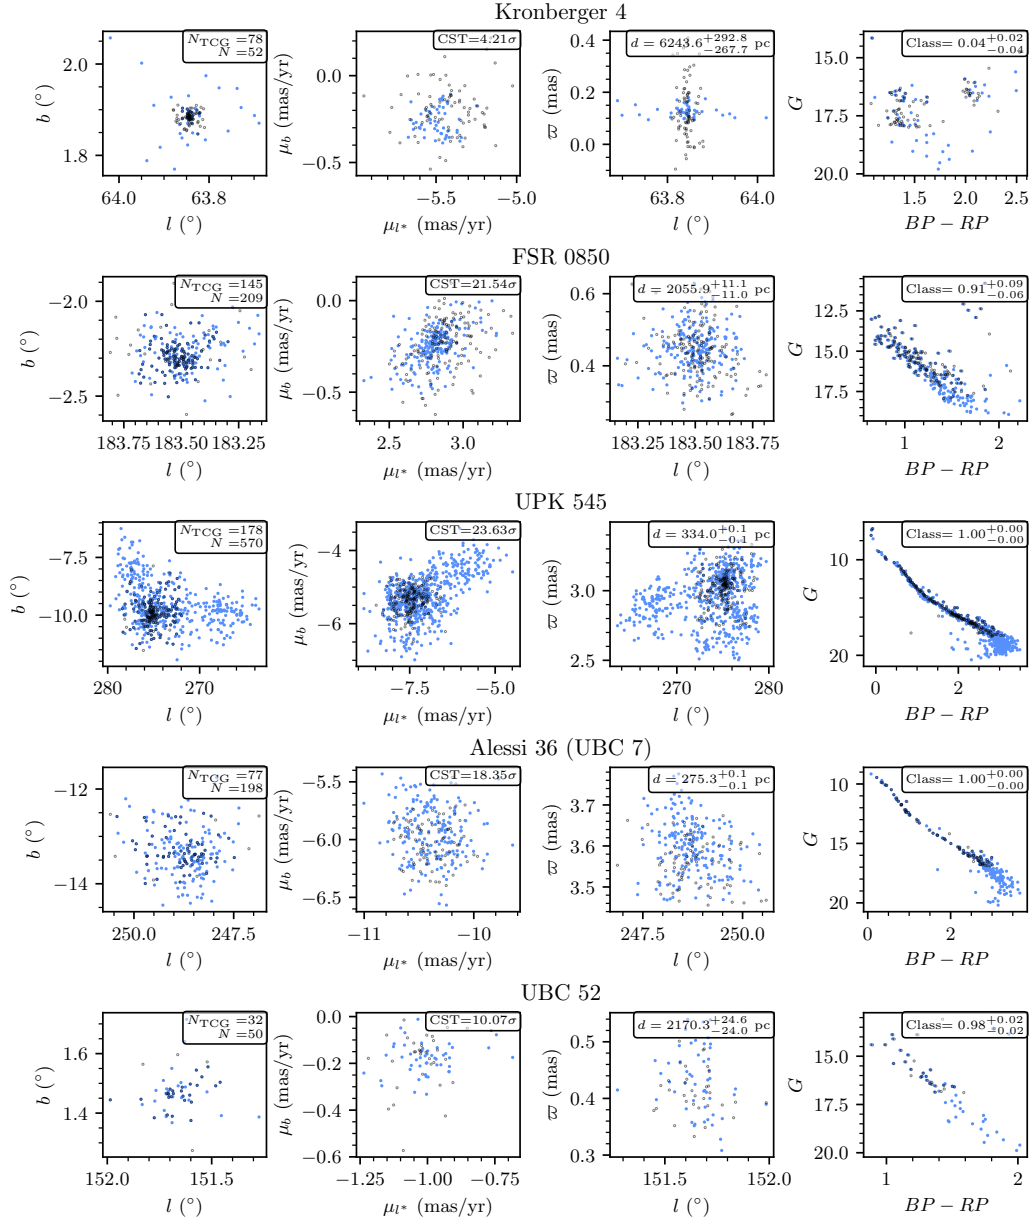 Kronberger 4
N_TCG =78
N =52
CST=4.21σ
d = 6243.6 +292.8 −267.7 pc
Class= 0.04 +0.02 −0.04
2.0
1.8
b (°)
64.0 63.8
l (°)
0.0
−0.5
μ_b (mas/yr)
−5.5 −5.0
μ_l* (mas/yr)
0.4
0.2
0.0
ϖ (mas)
63.8 64.0
l (°)
15.0
17.5
20.0
G
1.0 1.5 2.0 2.5
BP − RP
FSR 0850
N_TCG =145
N =209
CST=21.54σ
d = 2055.9 +11.1 −11.0 pc
Class= 0.91 +0.09 −0.06
−2.0
−2.5
b (°)
183.75 183.50 183.25
l (°)
0.0
−0.5
μ_b (mas/yr)
2.5 3.0
μ_l* (mas/yr)
0.6
0.4
ϖ (mas)
183.25 183.50 183.75
l (°)
12.5
15.0
17.5
G
1 2
BP − RP
UPK 545
N_TCG =178
N =570
CST=23.63σ
d = 334.0 +0.1 −0.1 pc
Class= 1.00 +0.00 −0.00
−7.5
−10.0
b (°)
280 270
l (°)
−4
−6
μ_b (mas/yr)
−7.5 −5.0
μ_l* (mas/yr)
3.5
3.0
2.5
ϖ (mas)
270 280
l (°)
10
15
20
G
0 2
BP − RP
Alessi 36 (UBC 7)
N_TCG =77
N =198
CST=18.35σ
d = 275.3 +0.1 −0.1 pc
Class= 1.00 +0.00 −0.00
−12
−14
b (°)
250.0 247.5
l (°)
−5.5
−6.0
−6.5
μ_b (mas/yr)
−11 −10
μ_l* (mas/yr)
3.7
3.6
3.5
ϖ (mas)
247.5 250.0
l (°)
10
15
20
G
0 2
BP − RP
UBC 52
N_TCG =32
N =50
CST=10.07σ
d = 2170.3 +24.6 −24.0 pc
Class= 0.98 +0.02 −0.02
1.6
1.4
b (°)
152.0 151.5
l (°)
0.0
−0.2
−0.4
−0.6
μ_b (mas/yr)
−1.25 −1.00 −0.75
μ_l* (mas/yr)
0.5
0.4
0.3
ϖ (mas)
151.5 152.0
l (°)
15.0
17.5
20.0
G
1 2
BP − RP